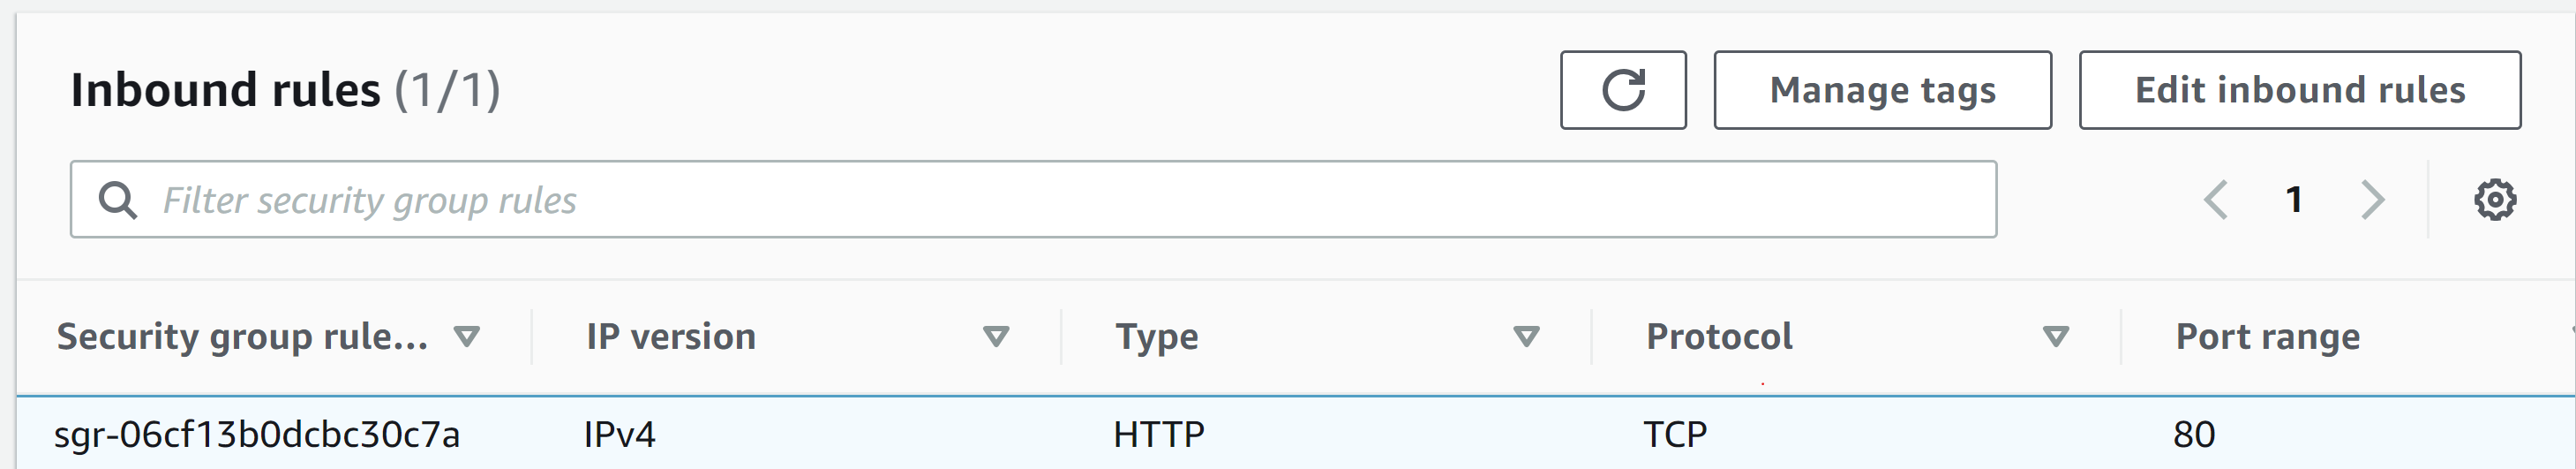 Inbound rules (1/1)
Manage tags
Edit inbound rules
Filter security group rules
1
Security group rule... IP version Type Protocol Port range
sgr-06cf13b0dcbc30c7a IPv4 HTTP TCP 80